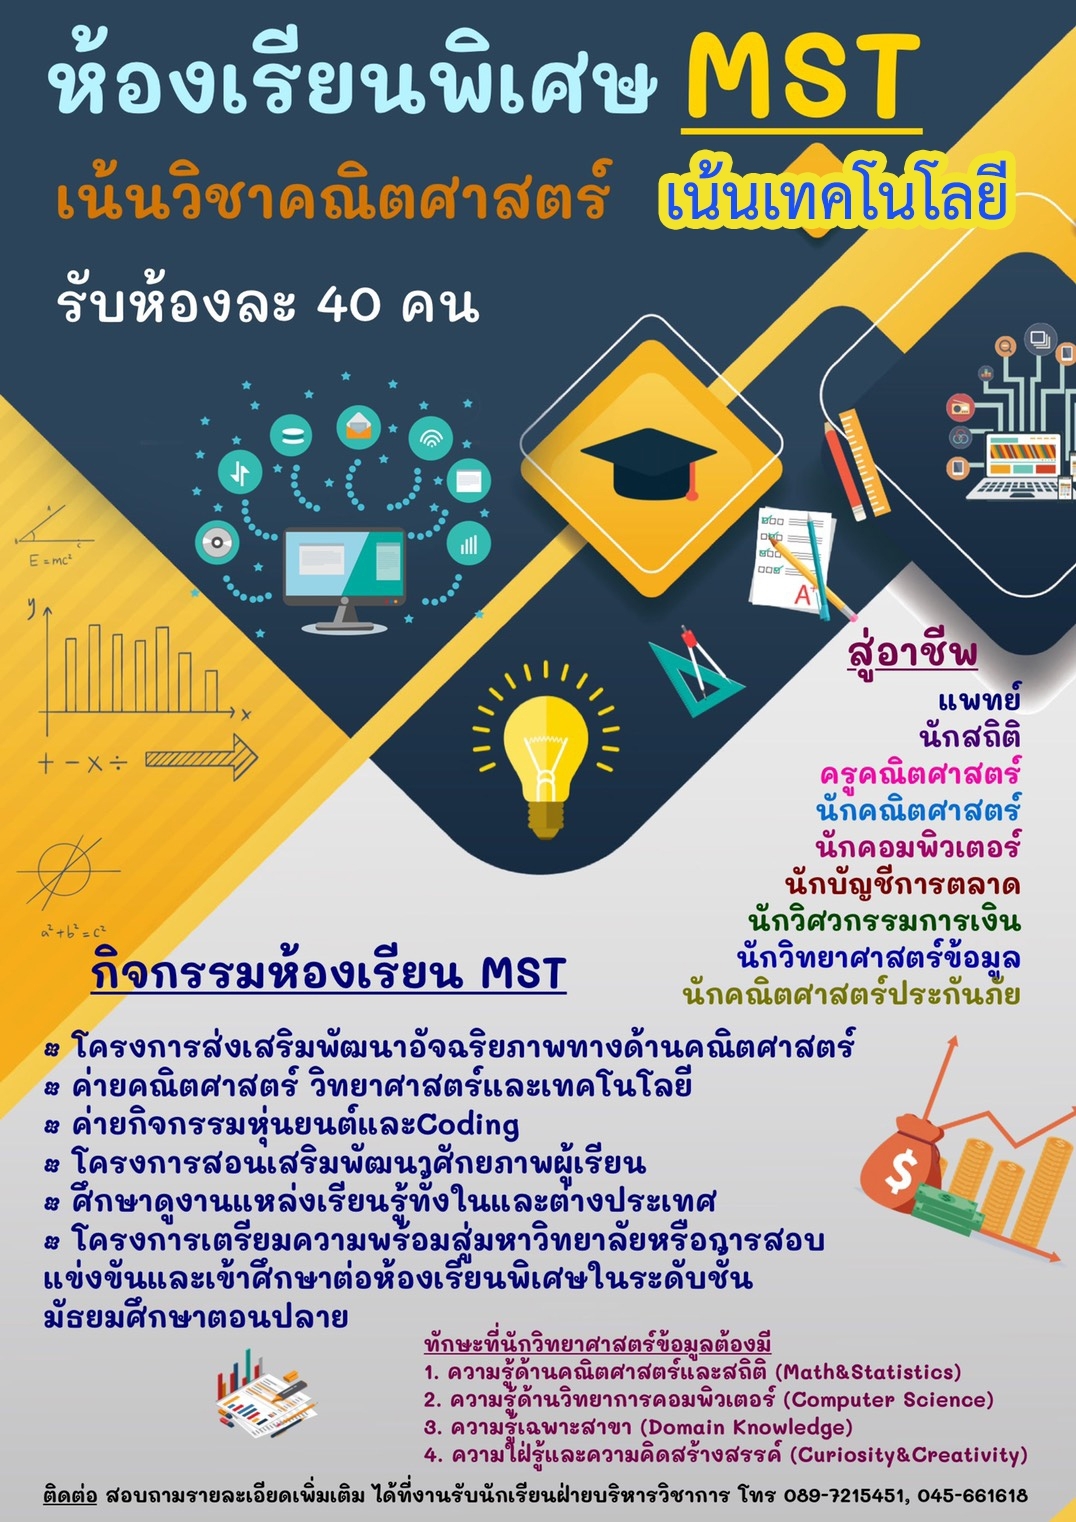 ห้องเรียนพิเศษ MST
เน้นวิชาคณิตศาสตร์ เน้นเทคโนโลยี
รับห้องละ 40 คน
E=mc²
y
x
+ - × ÷
a²+b²=c²
A+
สู่อาชีพ
แพทย์
นักสถิติ
ครูคณิตศาสตร์
นักคณิตศาสตร์
นักคอมพิวเตอร์
นักบัญชีการตลาด
นักวิศวกรรมการเงิน
นักวิทยาศาสตร์ข้อมูล
นักคณิตศาสตร์ประกันภัย
กิจกรรมห้องเรียน MST
โครงการส่งเสริมพัฒนาอัจฉริยภาพทางด้านคณิตศาสตร์
ค่ายคณิตศาสตร์ วิทยาศาสตร์และเทคโนโลยี
ค่ายกิจกรรมหุ่นยนต์และCoding
โครงการสอนเสริมพัฒนาศักยภาพผู้เรียน
ศึกษาดูงานแหล่งเรียนรู้ทั้งในและต่างประเทศ
โครงการเตรียมความพร้อมสู่มหาวิทยาลัยหรือการสอบ
แข่งขันและเข้าศึกษาต่อห้องเรียนพิเศษในระดับชั้น
มัธยมศึกษาตอนปลาย
$
ทักษะที่นักวิทยาศาสตร์ข้อมูลต้องมี
1. ความรู้ด้านคณิตศาสตร์และสถิติ (Math&Statistics)
2. ความรู้ด้านวิทยาการคอมพิวเตอร์ (Computer Science)
3. ความรู้เฉพาะสาขา (Domain Knowledge)
4. ความใฝ่รู้และความคิดสร้างสรรค์ (Curiosity&Creativity)
ติดต่อ สอบถามรายละเอียดเพิ่มเติม ได้ที่งานรับนักเรียนฝ่ายบริหารวิชาการ โทร 089-7215451, 045-661618